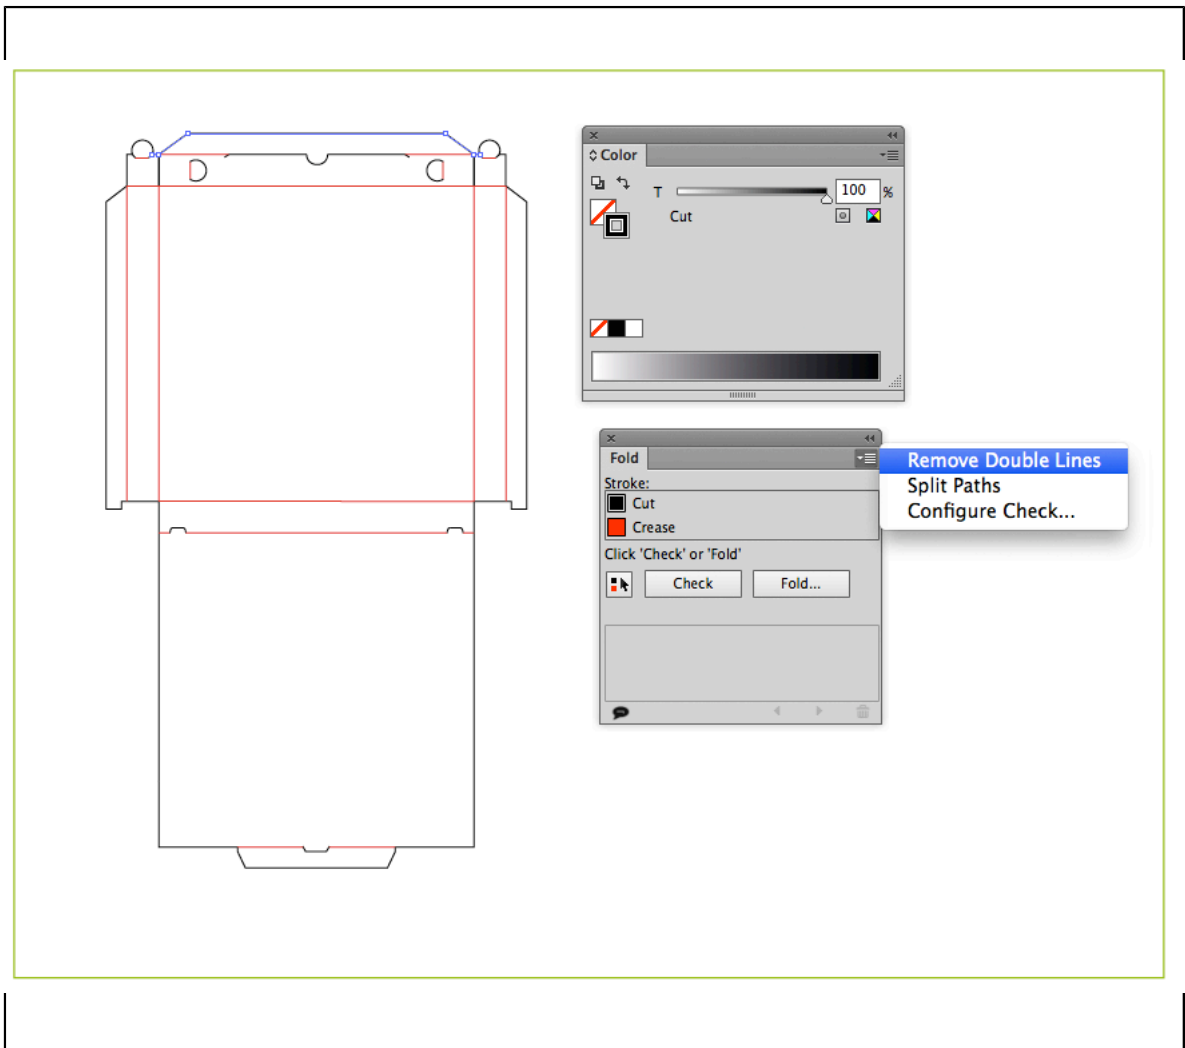 Color
T 100 %
Cut
Fold
Stroke:
Cut
Crease
Click 'Check' or 'Fold'
Check Fold...
Remove Double Lines
Split Paths
Configure Check...